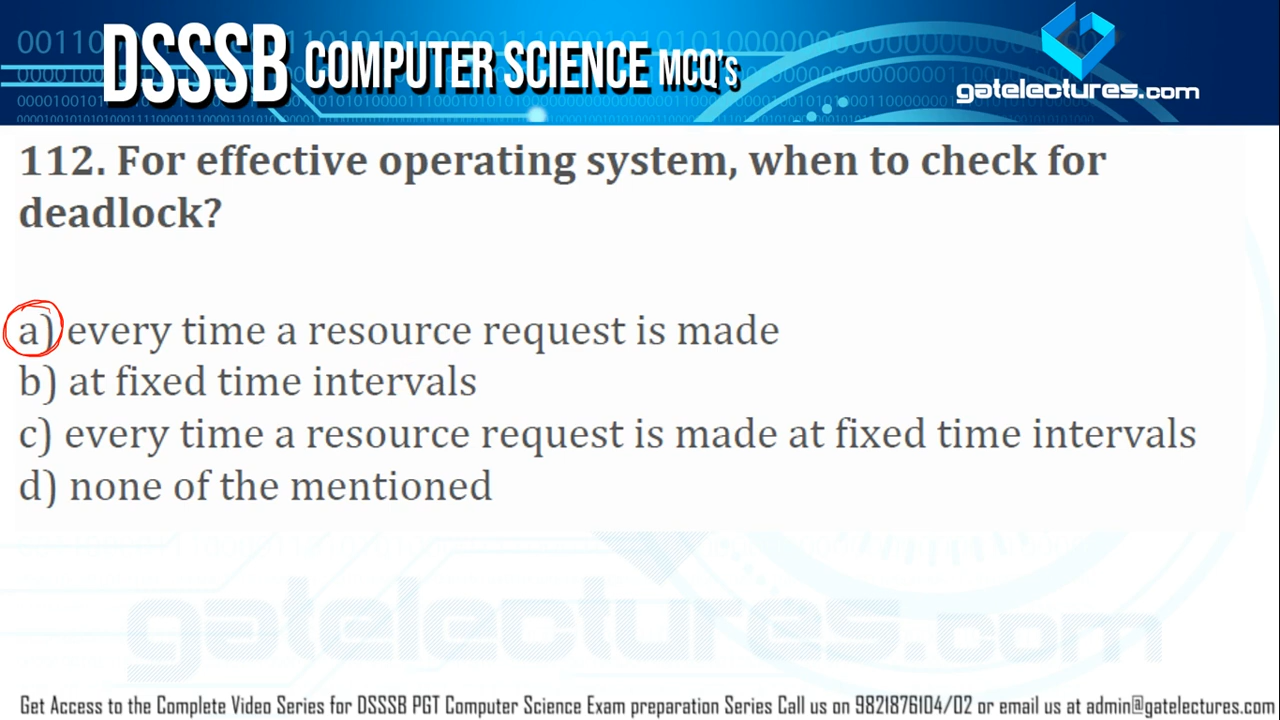 DSSSB COMPUTER SCIENCE MCQ's
gatelectures.com
112. For effective operating system, when to check for
deadlock?
a) every time a resource request is made
b) at fixed time intervals
c) every time a resource request is made at fixed time intervals
d) none of the mentioned
gatelectures.com
Get Access to the Complete Video Series for DSSSB PGT Computer Science Exam preparation Series Call us on 9821876104/02 or email us at admin@gatelectures.com